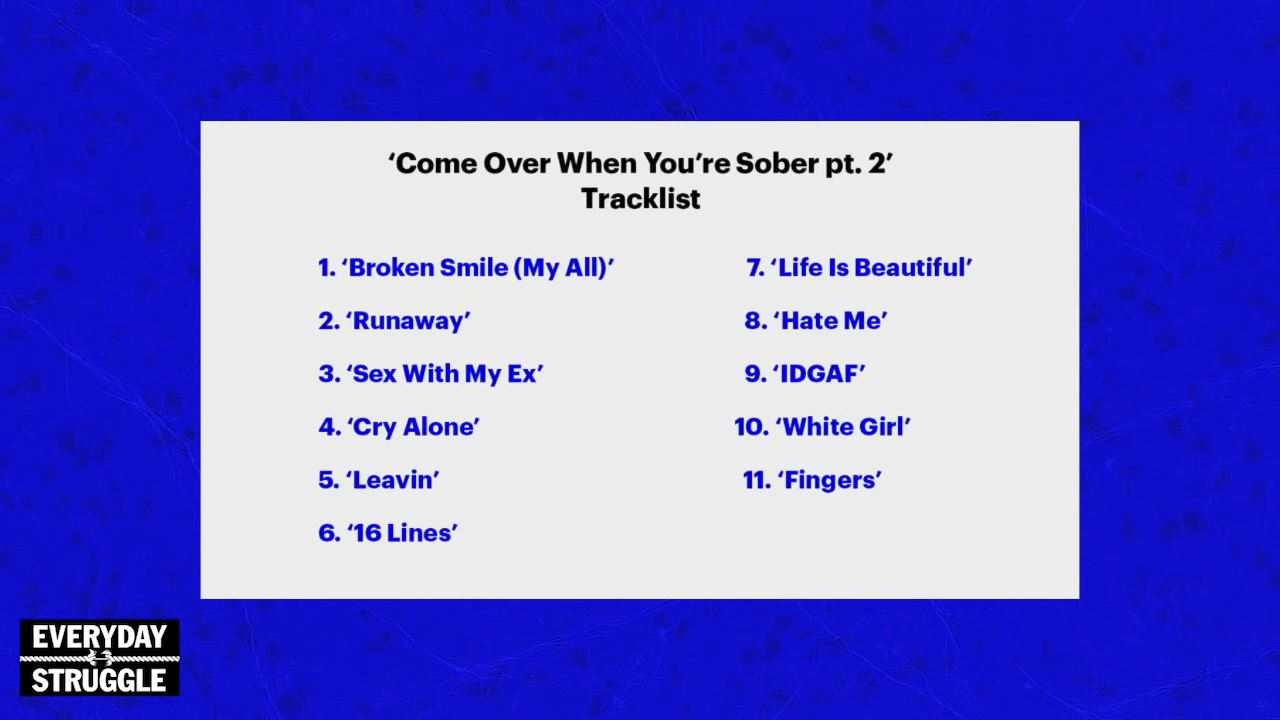 ‘Come Over When You’re Sober pt. 2’
Tracklist
1. ‘Broken Smile (My All)’
2. ‘Runaway’
3. ‘Sex With My Ex’
4. ‘Cry Alone’
5. ‘Leavin’
6. ‘16 Lines’
7. ‘Life Is Beautiful’
8. ‘Hate Me’
9. ‘IDGAF’
10. ‘White Girl’
11. ‘Fingers’
EVERYDAY
STRUGGLE